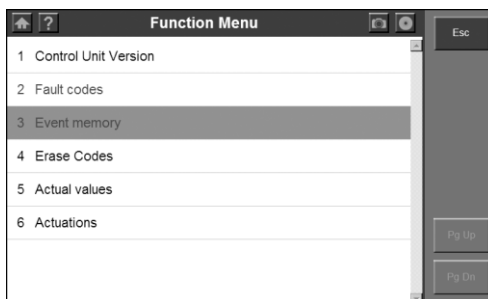 ? Function Menu
Esc
1 Control Unit Version
2 Fault codes
3 Event memory
4 Erase Codes
5 Actual values
6 Actuations
Pg Up
Pg Dn